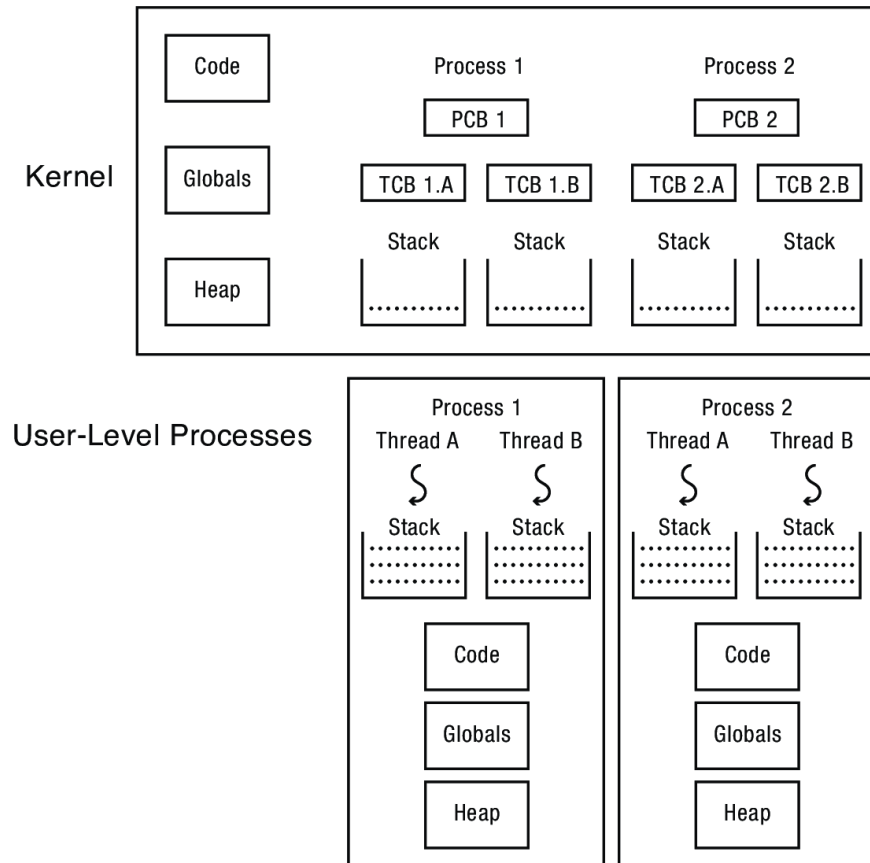 Kernel
Code
Globals
Heap
Process 1 Process 2
PCB 1 PCB 2
TCB 1.A TCB 1.B TCB 2.A TCB 2.B
Stack Stack Stack Stack
User-Level Processes
Process 1
Thread A Thread B
Stack Stack
Code
Globals
Heap
Process 2
Thread A Thread B
Stack Stack
Code
Globals
Heap